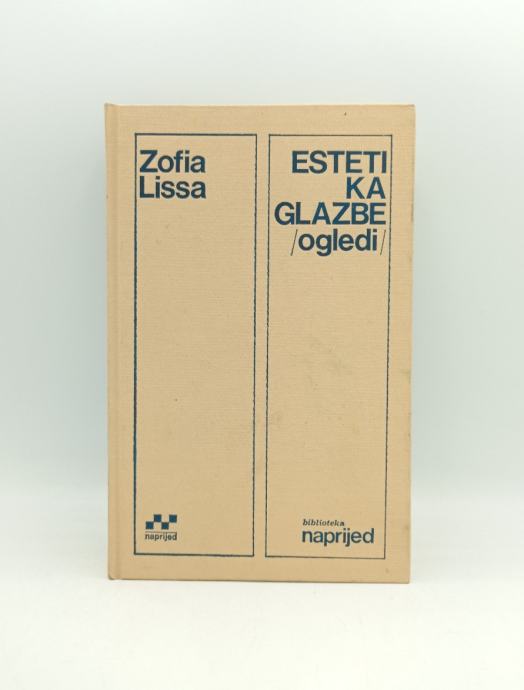 Zofia
Lissa
ESTETI
KA
GLAZBE
/ogledi/
naprijed
biblioteka
naprijed